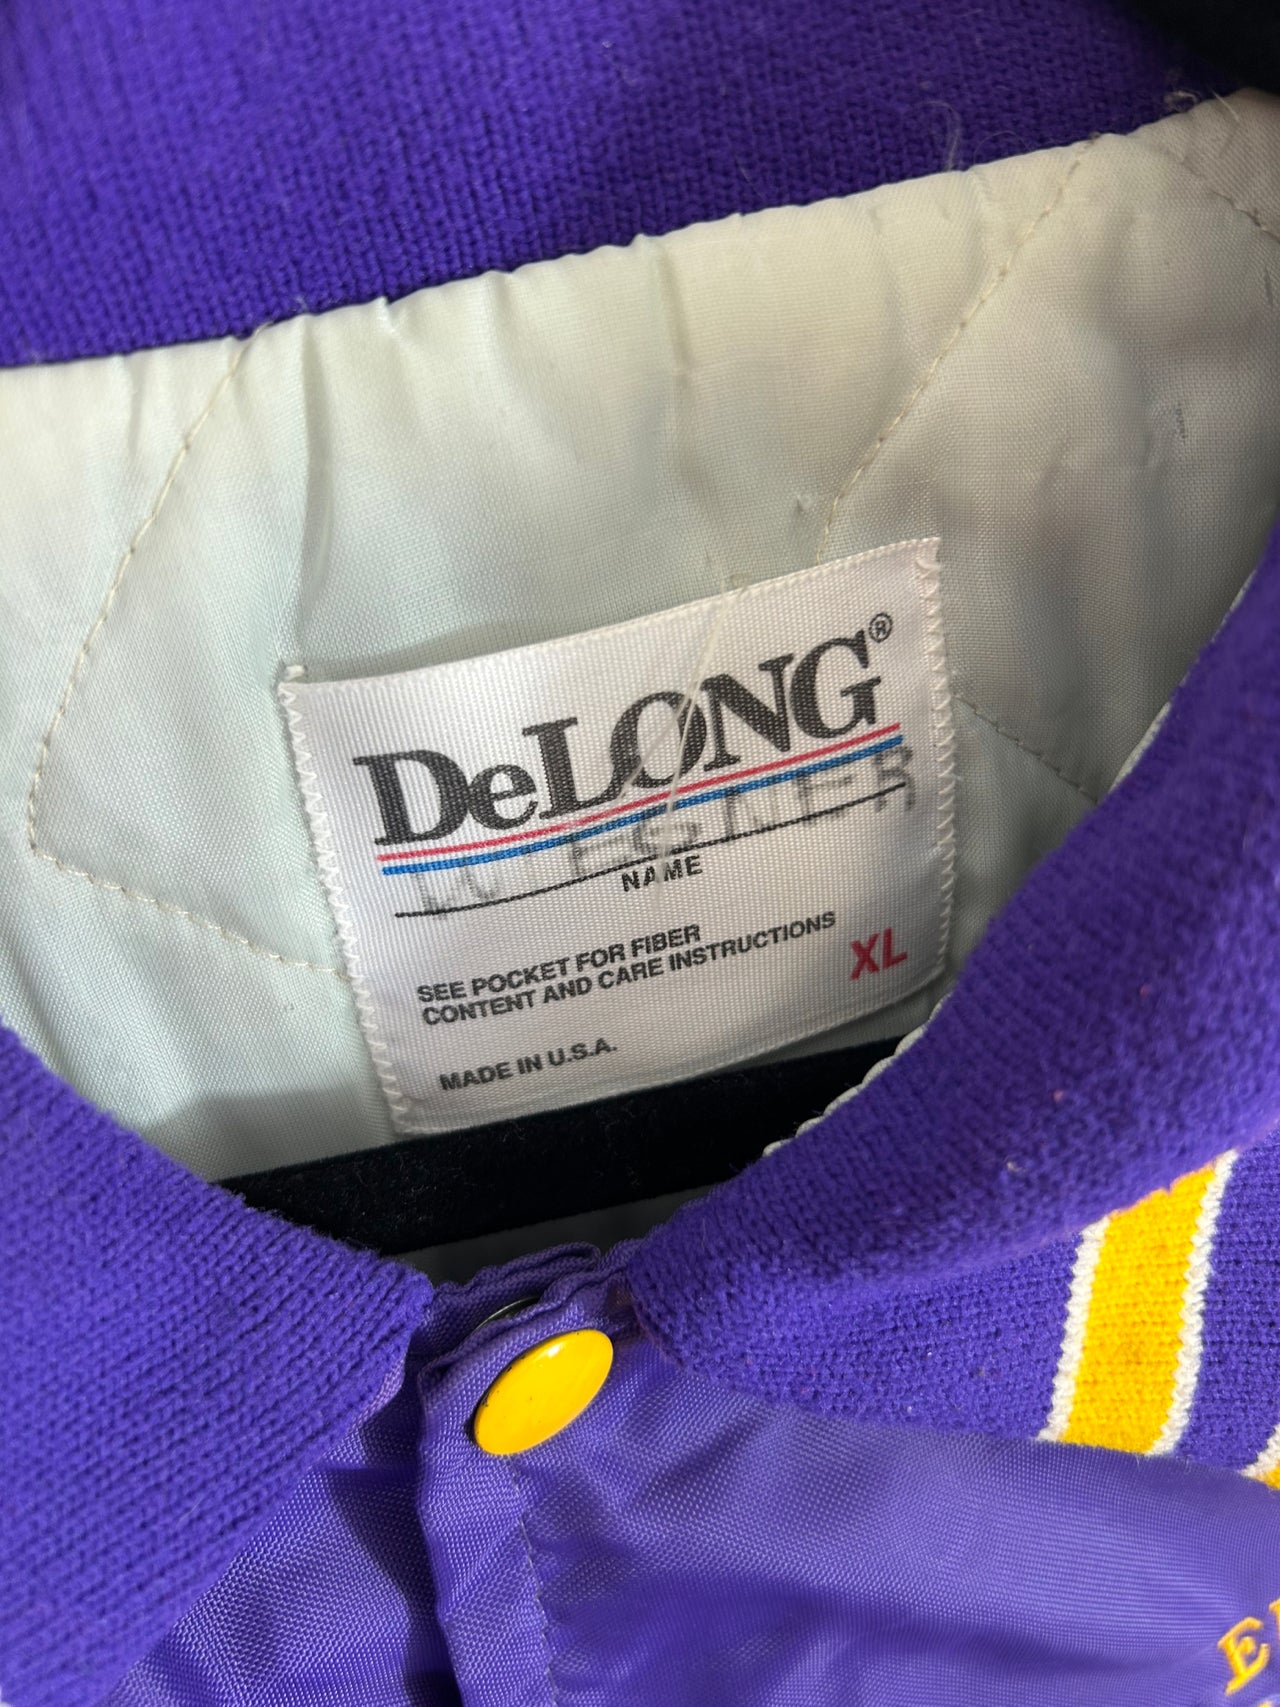 DeLONG®
NAME
SEE POCKET FOR FIBER
CONTENT AND CARE INSTRUCTIONS
XL
MADE IN U.S.A.